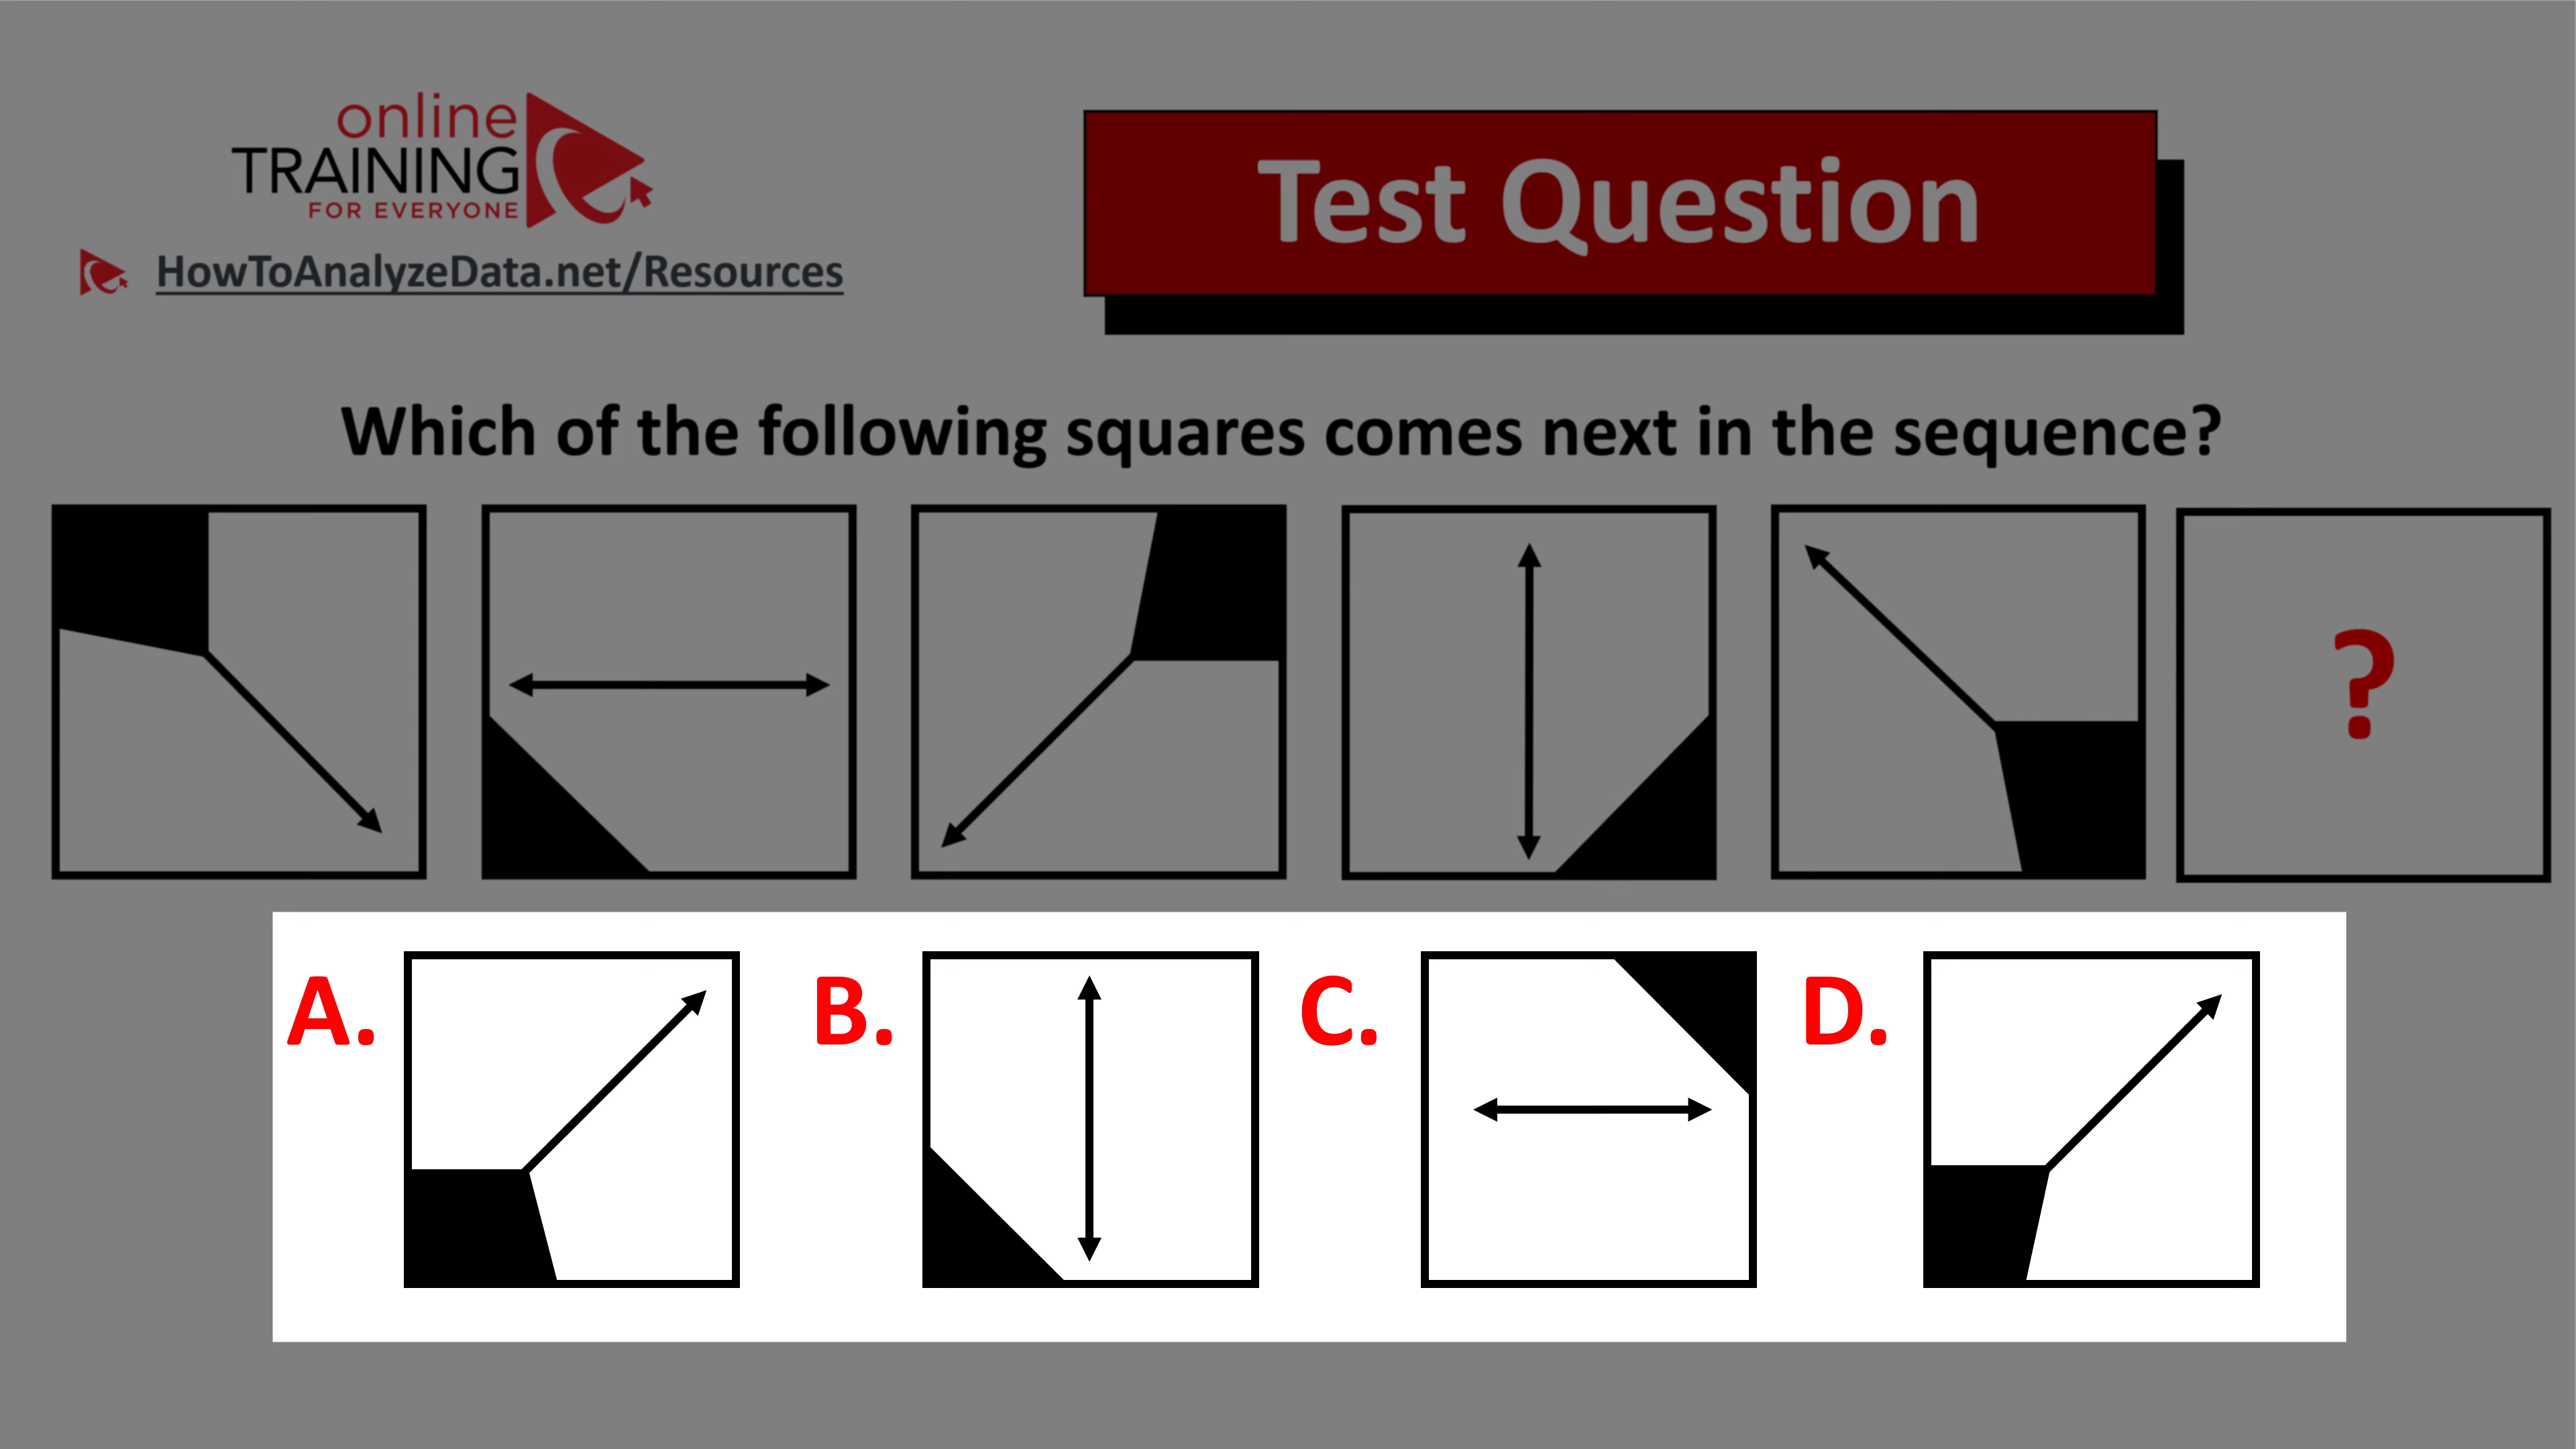 online
TRAINING
FOR EVERYONE
HowToAnalyzeData.net/Resources
Test Question
Which of the following squares comes next in the sequence?
?
A. B. C. D.